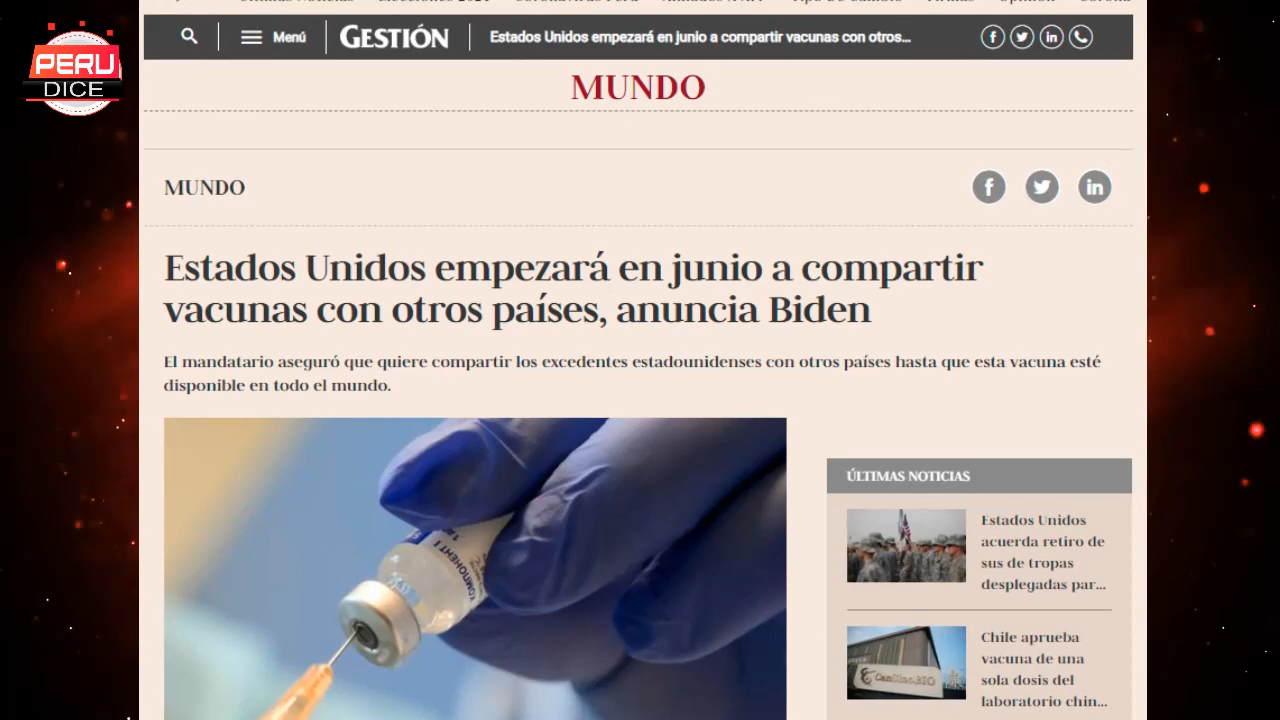 PERU
DICE
Menú
GESTIÓN
Estados Unidos empezará en junio a compartir vacunas con otros...
MUNDO
MUNDO
Estados Unidos empezará en junio a compartir
vacunas con otros países, anuncia Biden
El mandatario aseguró que quiere compartir los excedentes estadounidenses con otros países hasta que esta vacuna esté
disponible en todo el mundo.
КОМПОНЕНТ I
ÚLTIMAS NOTICIAS
Estados Unidos
acuerda retiro de
sus de tropas
desplegadas par...
Chile aprueba
vacuna de una
sola dosis del
laboratorio chin...
CanSinoBIO